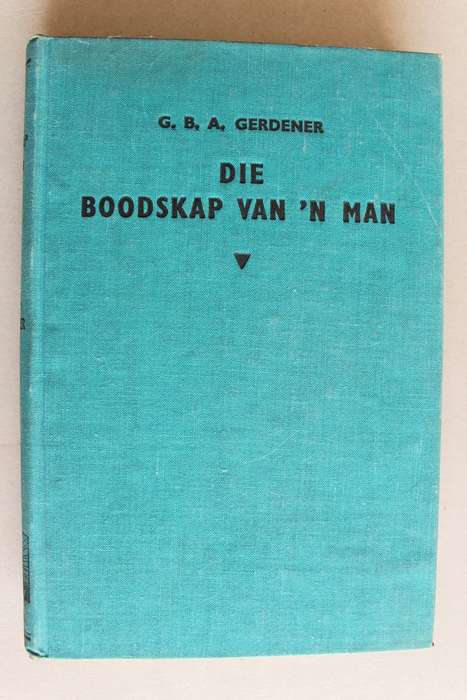 G. B. A. GERDENER
DIE
BOODSKAP VAN 'N MAN